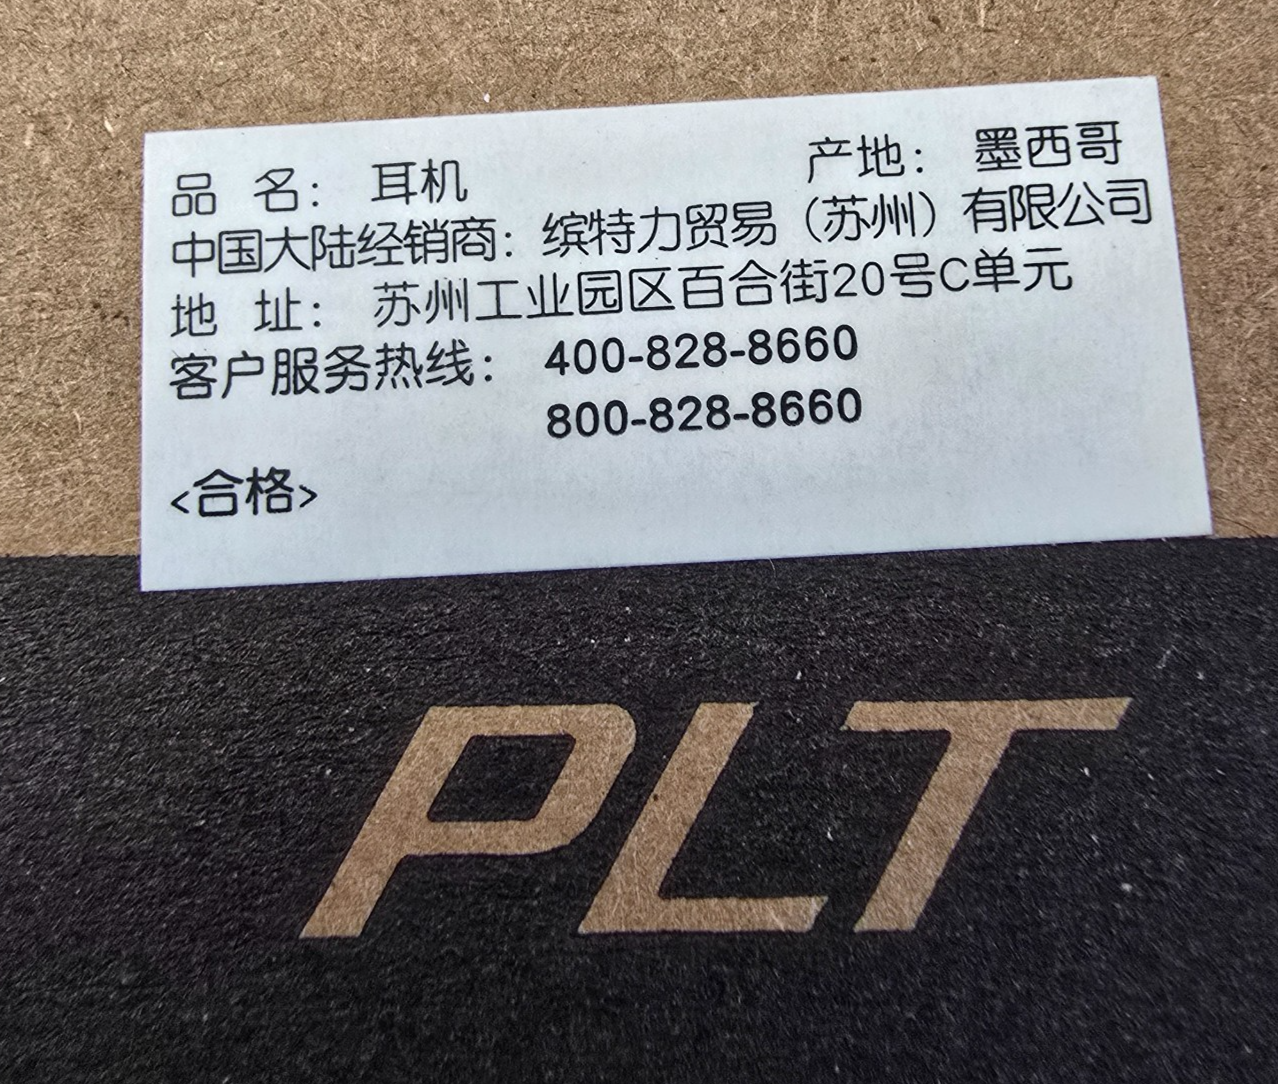 品 名： 耳机 产地： 墨西哥
中国大陆经销商：缤特力贸易（苏州）有限公司
地 址： 苏州工业园区百合街20号C单元
客户服务热线： 400-828-8660
800-828-8660
<合格>
PLT